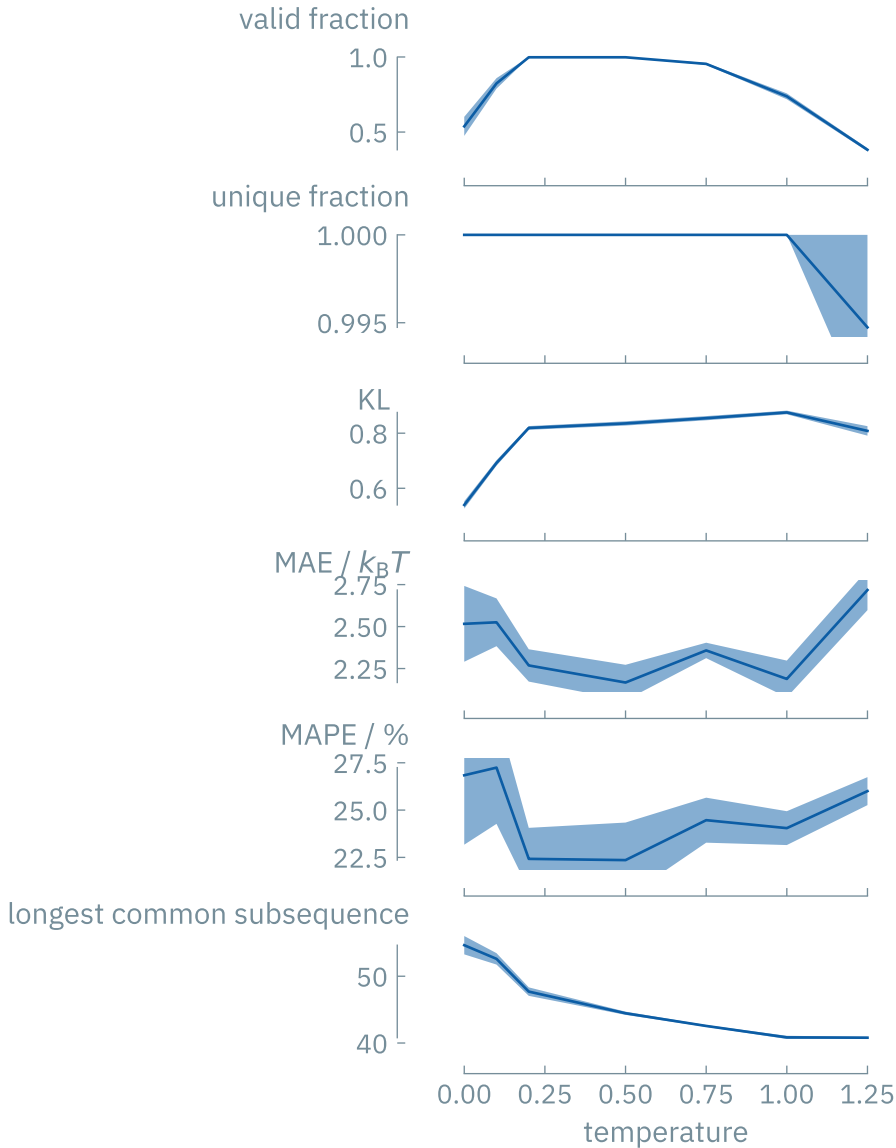 valid fraction
1.0
0.5
unique fraction
1.000
0.995
KL
0.8
0.6
MAE / k_BT
2.75
2.50
2.25
MAPE / %
27.5
25.0
22.5
longest common subsequence
50
40
0.00 0.25 0.50 0.75 1.00 1.25
temperature